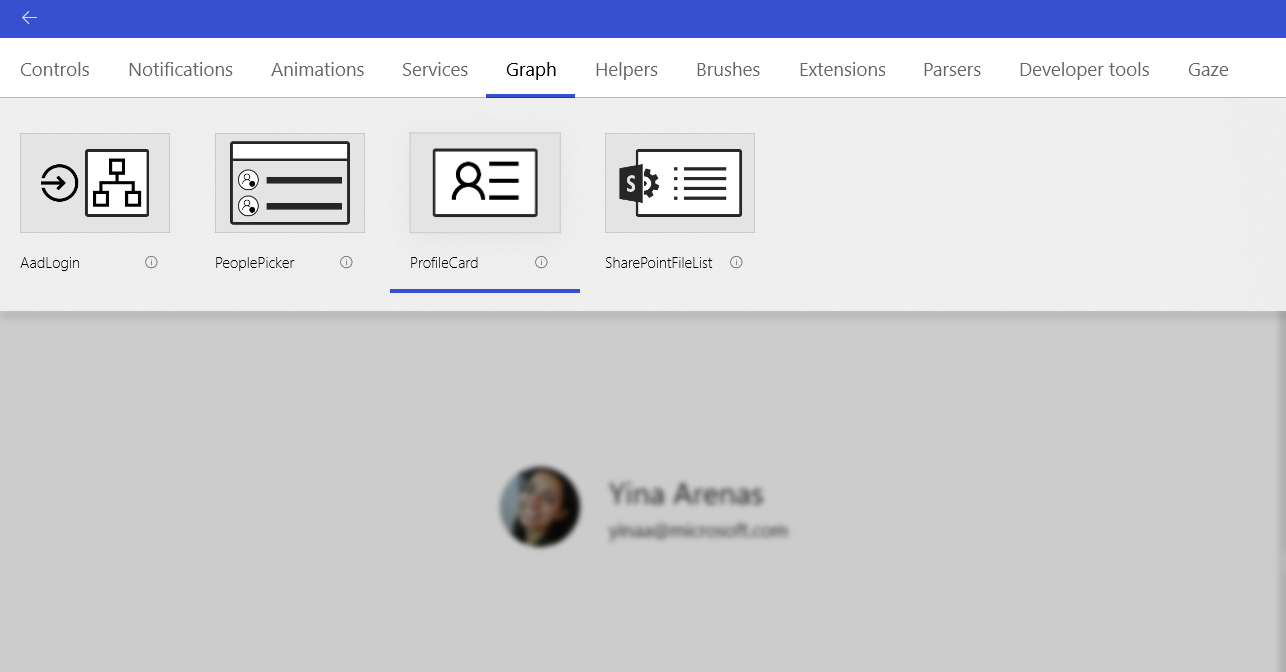 Controls Notifications Animations Services Graph Helpers Brushes Extensions Parsers Developer tools Gaze
S
AadLogin PeoplePicker ProfileCard SharePointFileList
Yina Arenas
yinaa@microsoft.com